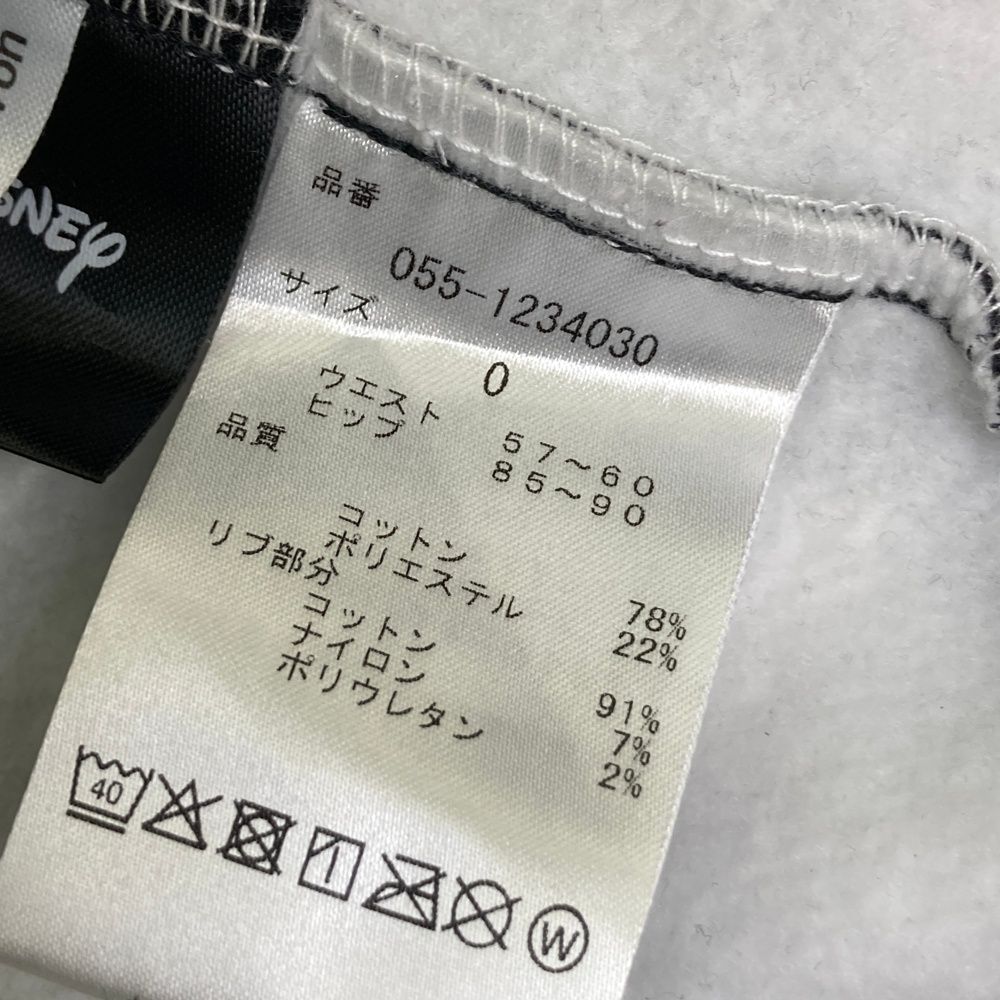 on
SNEY
品番
055-1234030
サイズ
0
ウエスト 57～60
ヒップ 85～90
品質
コットン 78%
ポリエステル 22%
リブ部分
コットン 91%
ナイロン 7%
ポリウレタン 2%
40
W